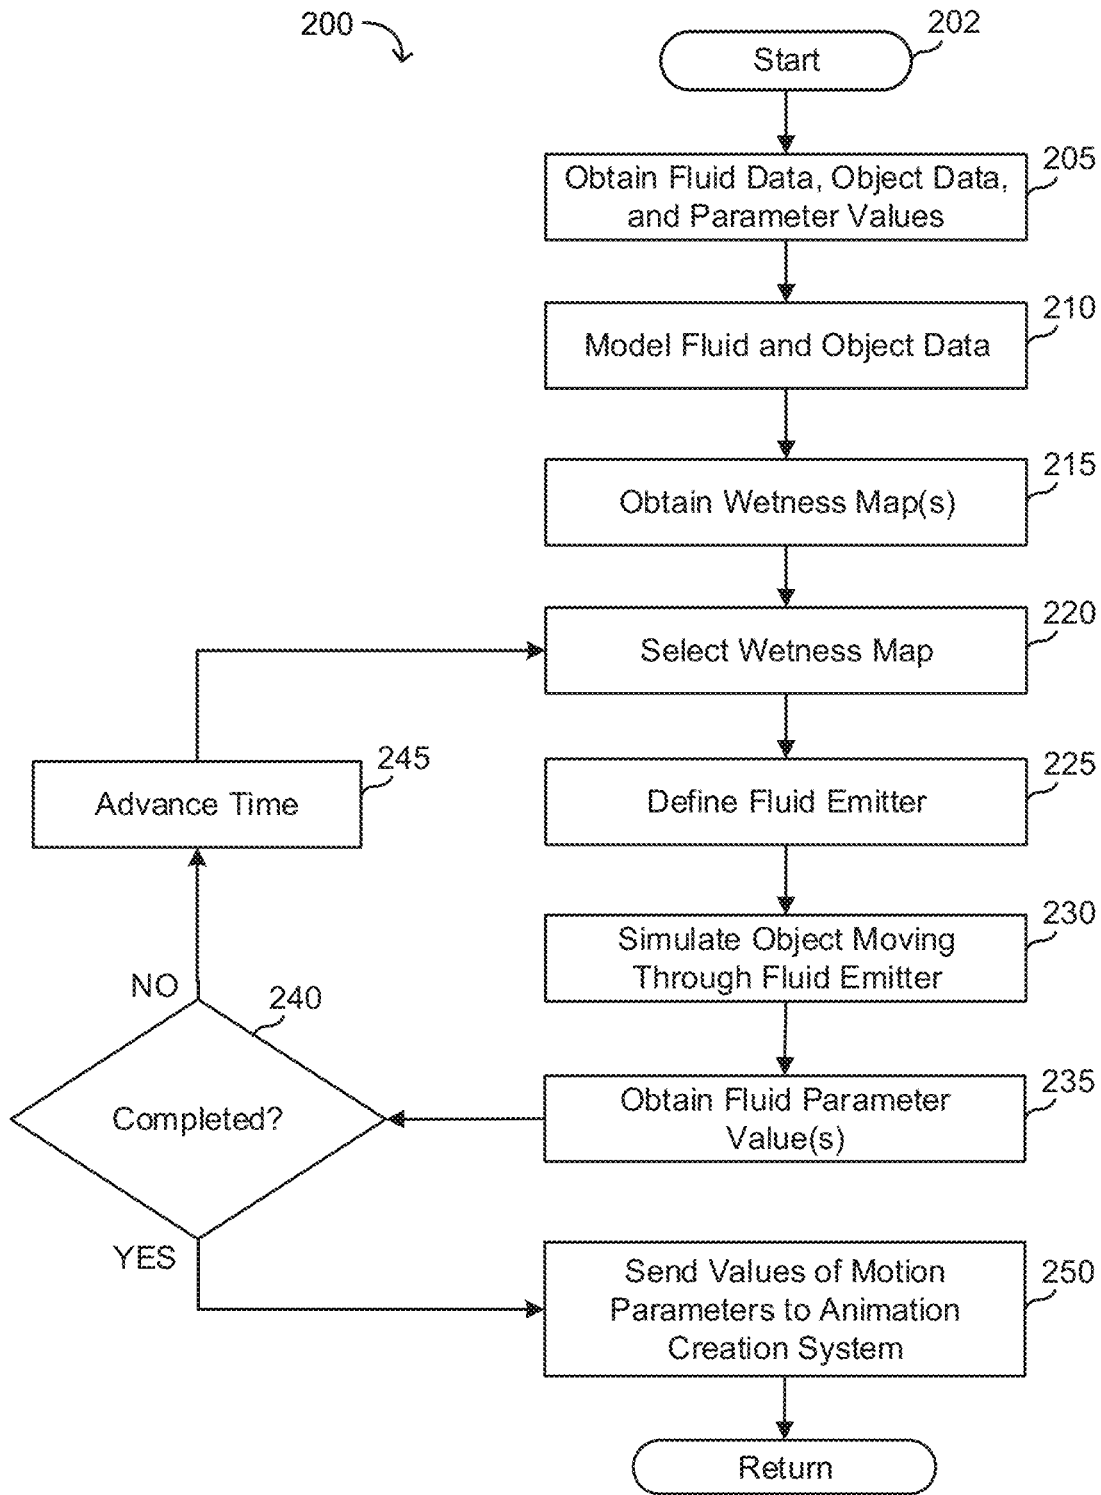 200
202
Start
205
Obtain Fluid Data, Object Data,
and Parameter Values
210
Model Fluid and Object Data
215
Obtain Wetness Map(s)
220
Select Wetness Map
245
Advance Time
225
Define Fluid Emitter
230
Simulate Object Moving
Through Fluid Emitter
NO
240
Completed?
235
Obtain Fluid Parameter
Value(s)
YES
250
Send Values of Motion
Parameters to Animation
Creation System
Return